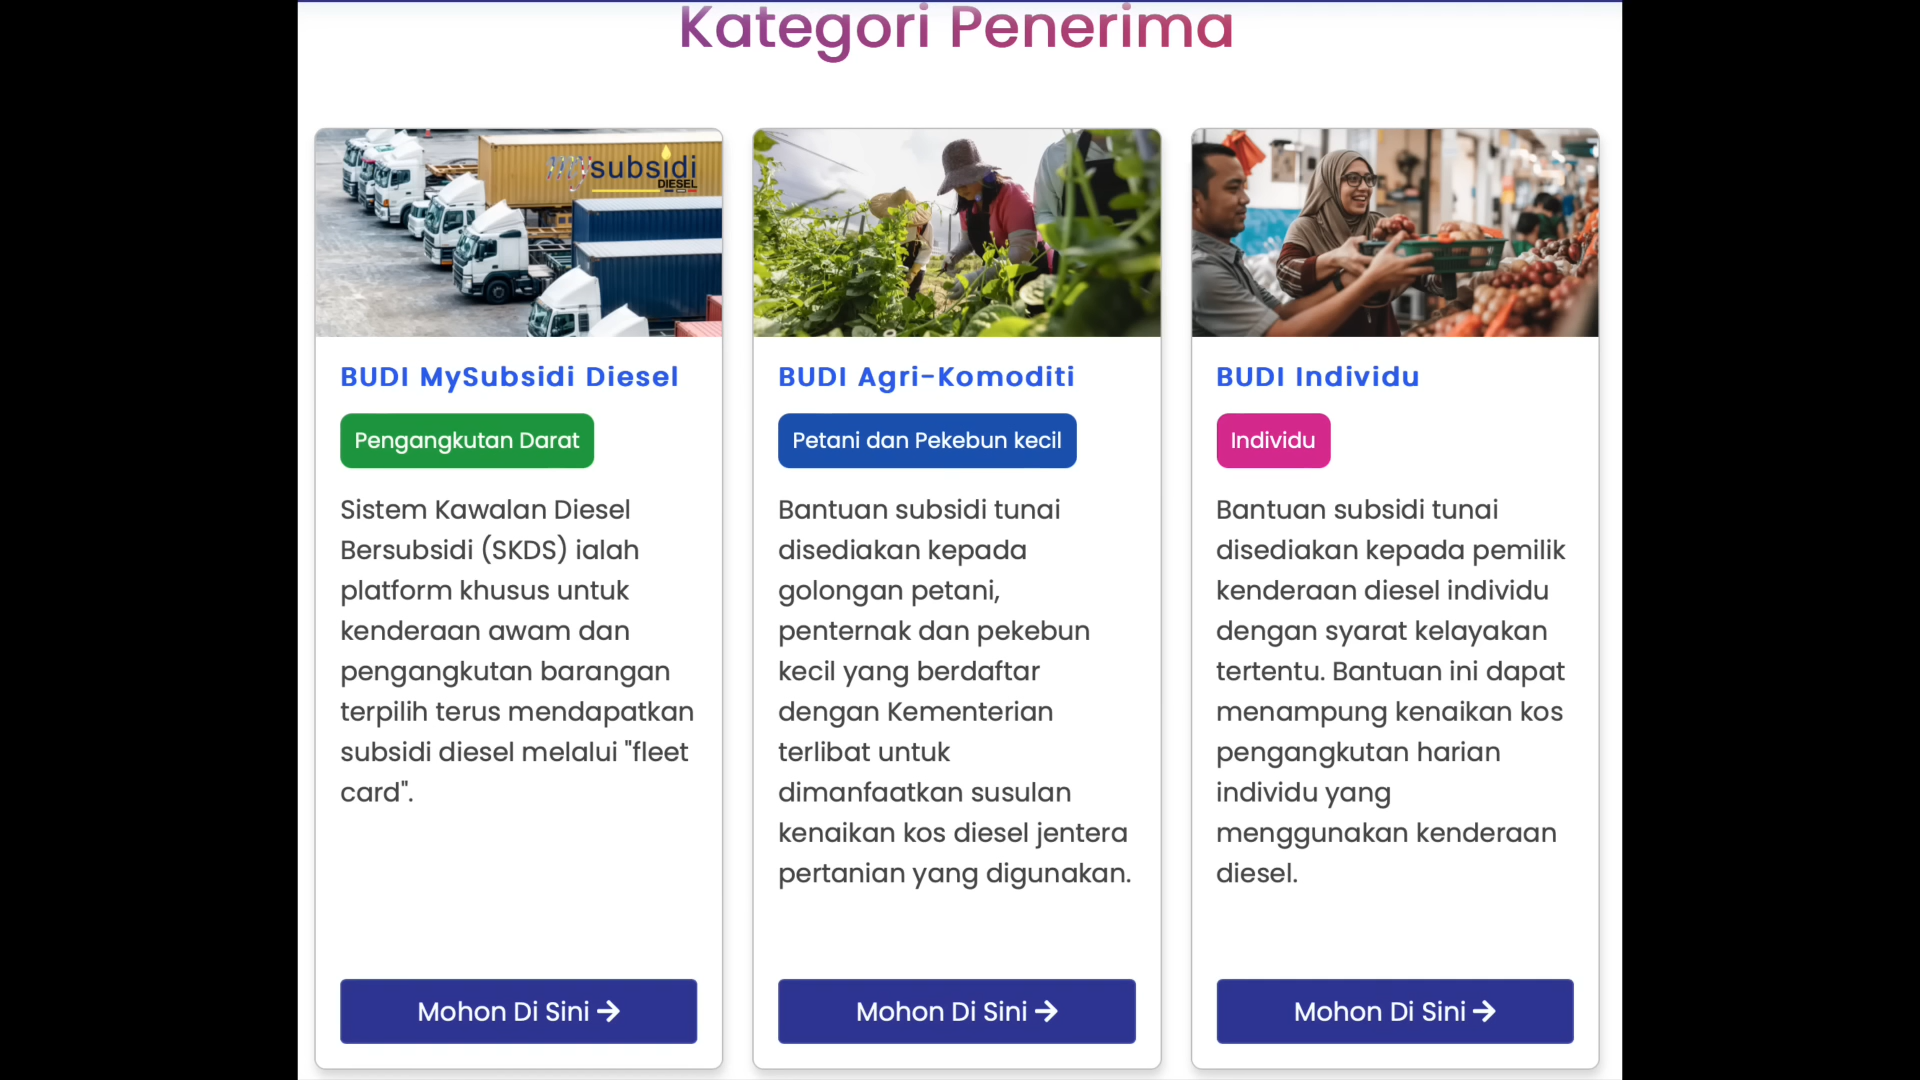 Kategori Penerima
mysubsidi
DIESEL
BUDI MySubsidi Diesel
Pengangkutan Darat
Sistem Kawalan Diesel
Bersubsidi (SKDS) ialah
platform khusus untuk
kenderaan awam dan
pengangkutan barangan
terpilih terus mendapatkan
subsidi diesel melalui "fleet
card".
Mohon Di Sini →
BUDI Agri-Komoditi
Petani dan Pekebun kecil
Bantuan subsidi tunai
disediakan kepada
golongan petani,
penternak dan pekebun
kecil yang berdaftar
dengan Kementerian
terlibat untuk
dimanfaatkan susulan
kenaikan kos diesel jentera
pertanian yang digunakan.
Mohon Di Sini →
BUDI Individu
Individu
Bantuan subsidi tunai
disediakan kepada pemilik
kenderaan diesel individu
dengan syarat kelayakan
tertentu. Bantuan ini dapat
menampung kenaikan kos
pengangkutan harian
individu yang
menggunakan kenderaan
diesel.
Mohon Di Sini →